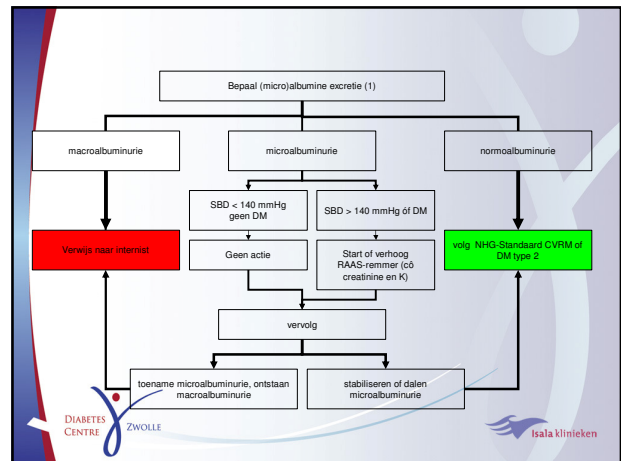 Bepaal (micro)albumine excretie (1)
macroalbuminurie
microalbuminurie
normoalbuminurie
SBD < 140 mmHg
geen DM
SBD > 140 mmHg óf DM
Verwijs naar internist
Geen actie
Start of verhoog
RAAS-remmer (cô
creatinine en K)
volg NHG-Standaard CVRM of
DM type 2
vervolg
toename microalbuminurie, ontstaan
macroalbuminurie
stabiliseren of dalen
microalbuminurie
DIABETES
CENTRE
ZWOLLE
Isala klinieken